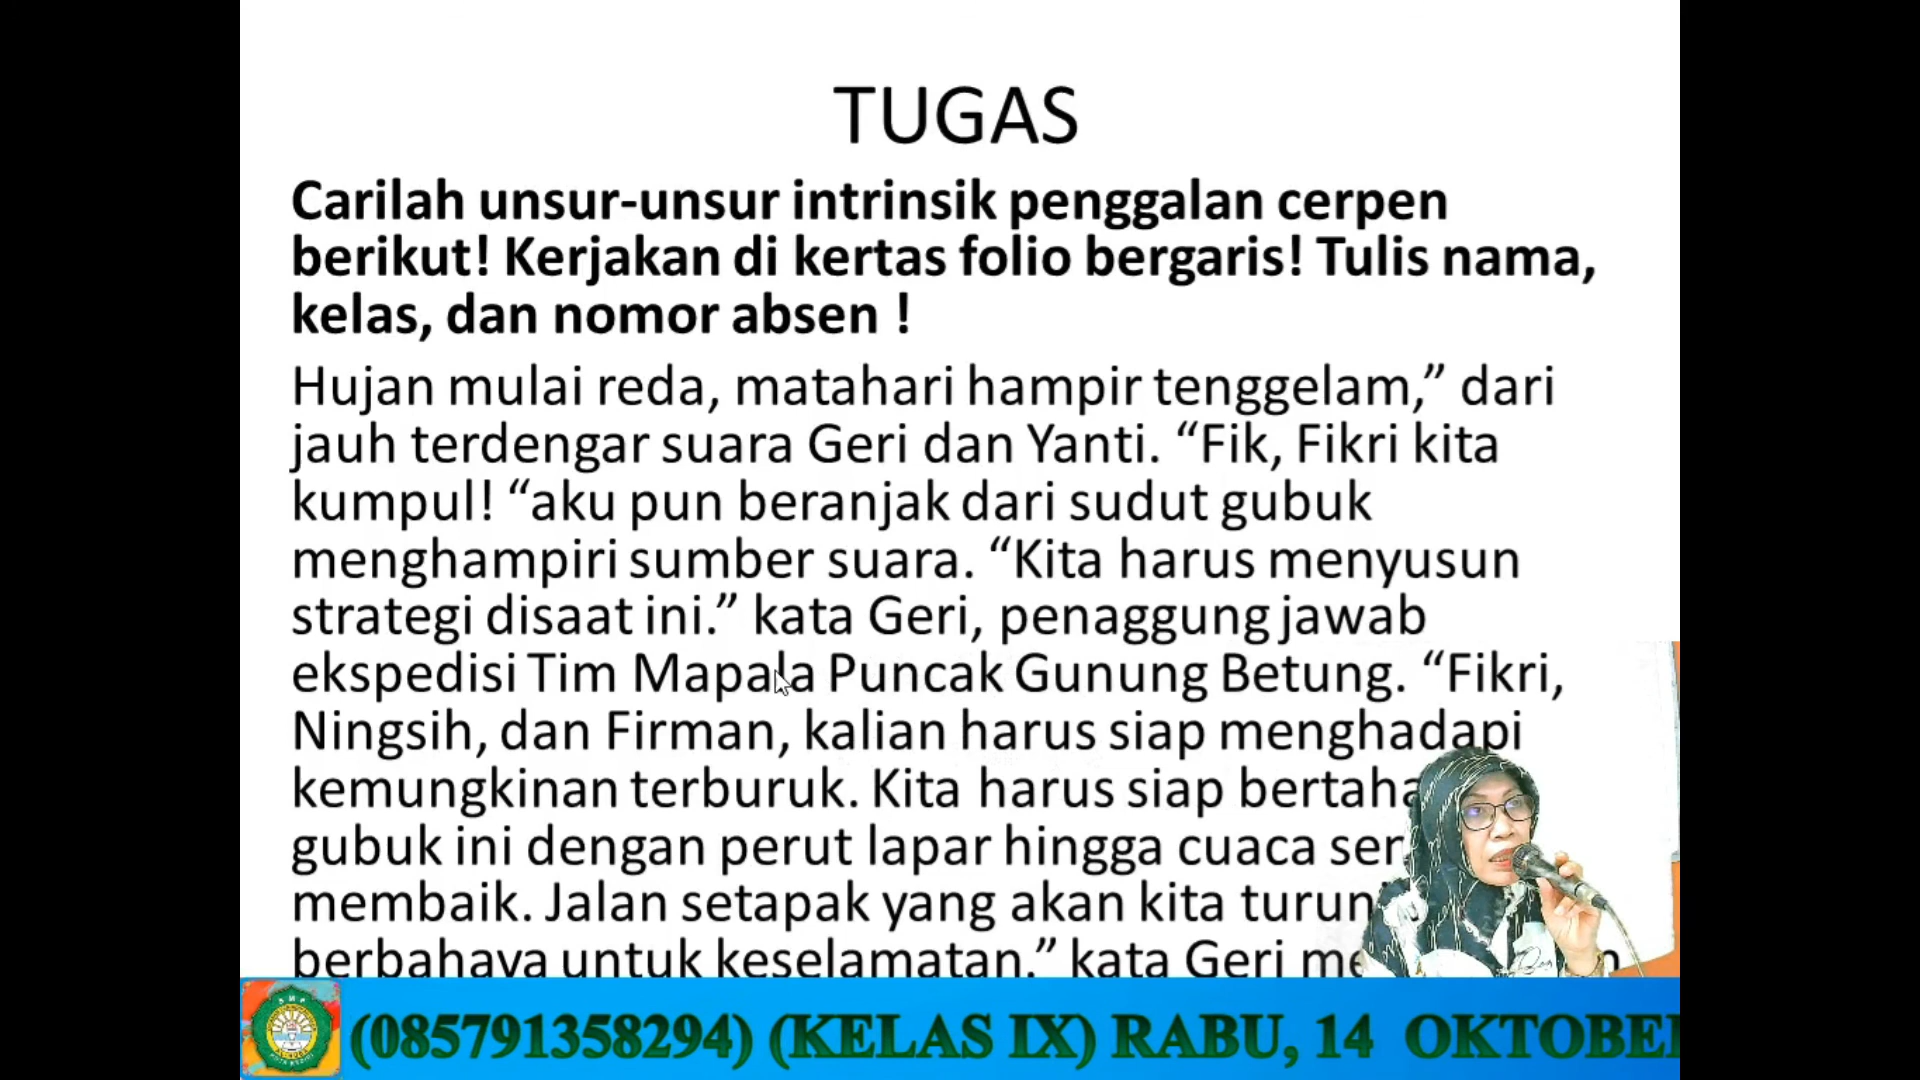 TUGAS
Carilah unsur-unsur intrinsik penggalan cerpen
berikut! Kerjakan di kertas folio bergaris! Tulis nama,
kelas, dan nomor absen !
Hujan mulai reda, matahari hampir tenggelam,” dari
jauh terdengar suara Geri dan Yanti. “Fik, Fikri kita
kumpul! “aku pun beranjak dari sudut gubuk
menghampiri sumber suara. “Kita harus menyusun
strategi disaat ini.” kata Geri, penaggung jawab
ekspedisi Tim Mapala Puncak Gunung Betung. “Fikri,
Ningsih, dan Firman, kalian harus siap menghadapi
kemungkinan terburuk. Kita harus siap
gubuk ini dengan perut lapar hingga cuaca
membaik. Jalan setapak yang akan kita
berbahaya untuk keselamatan.” kata Geri
(085791358294) (KELAS IX) RABU, 14 OKTOBE